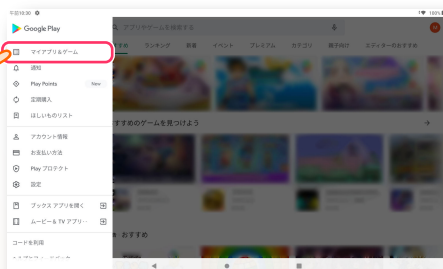 午前10:30
100%
Google Play
アプリやゲームを検索する
ランキング 新着 イベント プレミアム カテゴリ 親子向け エディターのおすすめ
マイアプリ＆ゲーム
通知
Play Points New
定期購入
ほしいものリスト
すすめのゲームを見つけよう
アカウント情報
お支払い方法
Play プロテクト
設定
ブックス アプリを開く
ムービー& TV アプリ‥
おすすめ
コードを利用